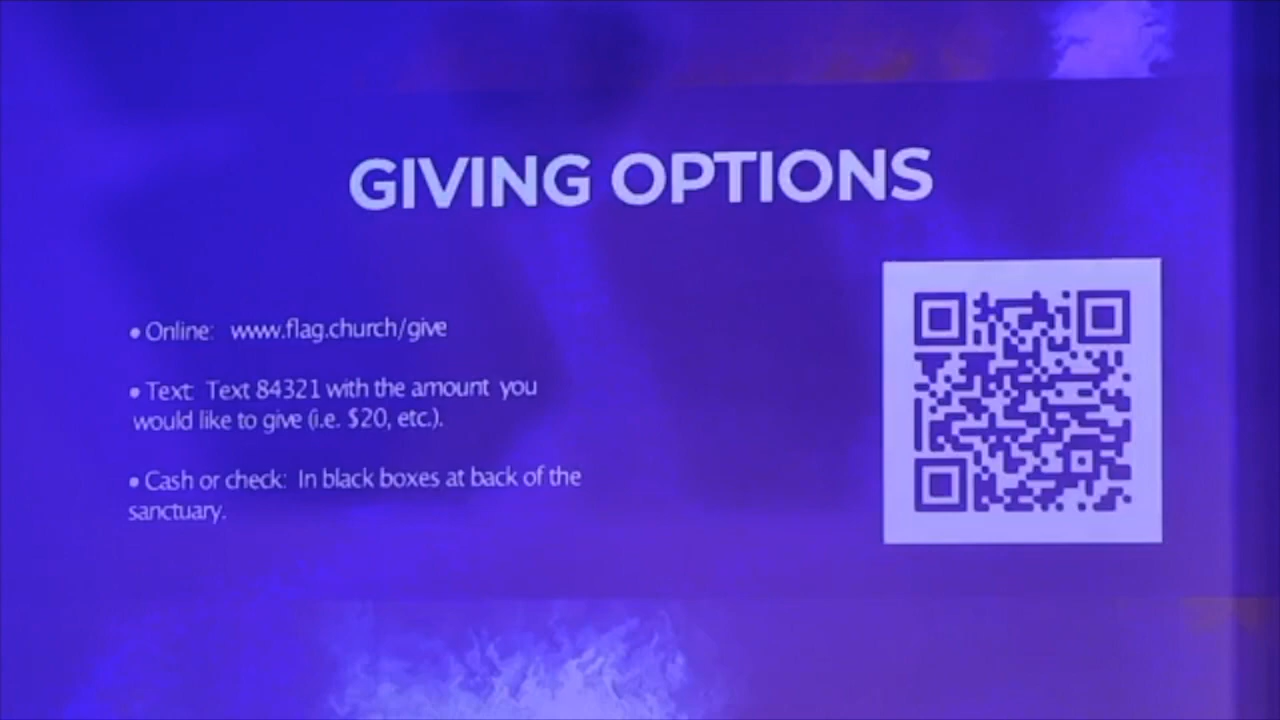 GIVING OPTIONS
• Online: www.flag.church/give
• Text: Text 84321 with the amount you
would like to give (i.e. $20, etc.).
• Cash or check: In black boxes at back of the
sanctuary.